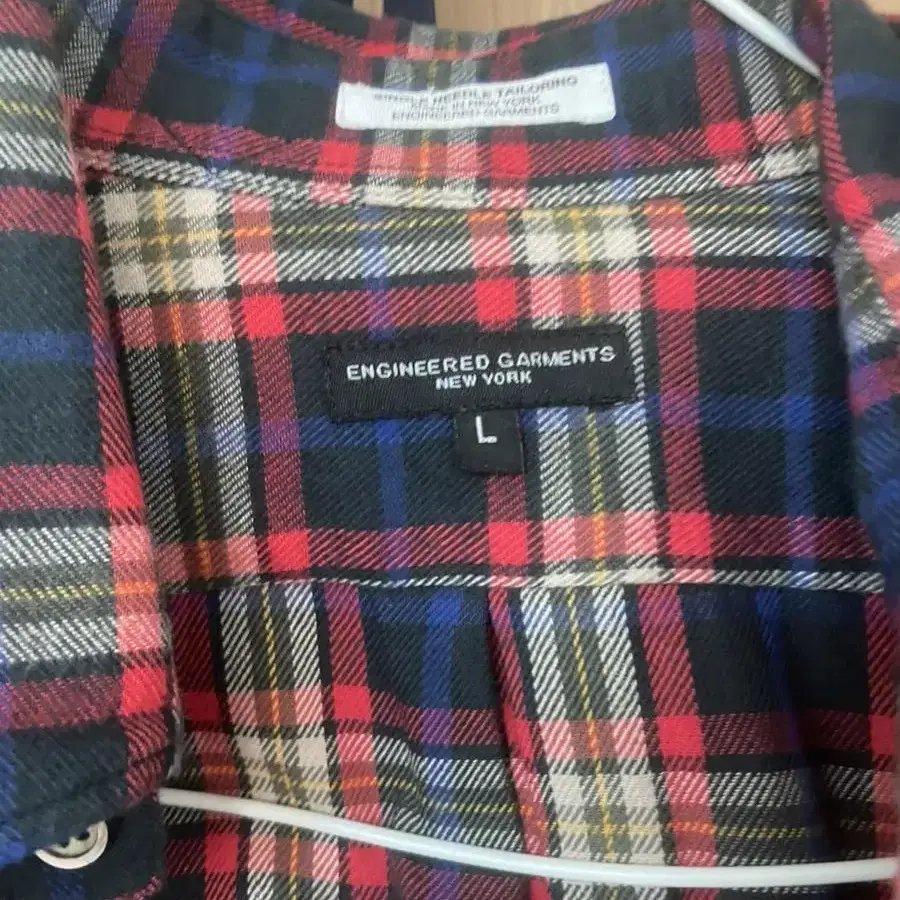 SINGLE NEEDLE TAILORING
MADE IN NEW YORK
ENGINEERED GARMENTS
ENGINEERED GARMENTS
NEW YORK
L